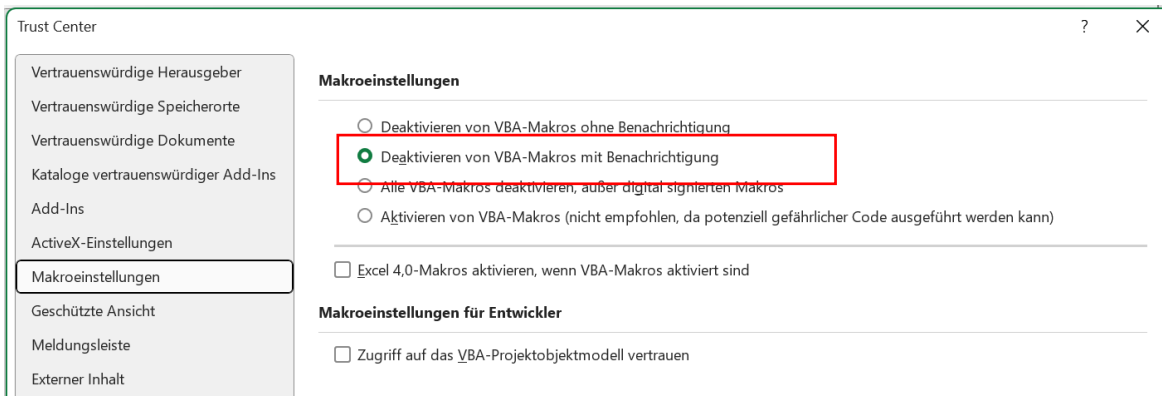 Trust Center
?
Vertrauenswürdige Herausgeber
Vertrauenswürdige Speicherorte
Vertrauenswürdige Dokumente
Kataloge vertrauenswürdiger Add-Ins
Add-Ins
ActiveX-Einstellungen
Makroeinstellungen
Geschützte Ansicht
Meldungsleiste
Externer Inhalt
Makroeinstellungen
Deaktivieren von VBA-Makros ohne Benachrichtigung
Deaktivieren von VBA-Makros mit Benachrichtigung
Alle VBA-Makros deaktivieren, außer digital signierten Makros
Aktivieren von VBA-Makros (nicht empfohlen, da potenziell gefährlicher Code ausgeführt werden kann)
Excel 4,0-Makros aktivieren, wenn VBA-Makros aktiviert sind
Makroeinstellungen für Entwickler
Zugriff auf das VBA-Projektobjektmodell vertrauen